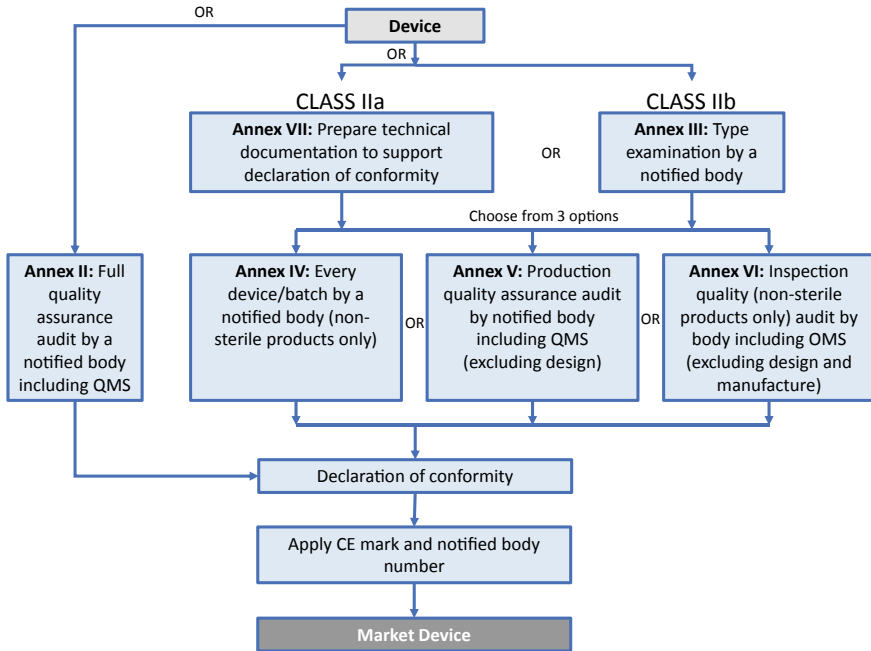 OR
Device
OR
CLASS IIa
CLASS IIb
Annex VII: Prepare technical
documentation to support
declaration of conformity
OR
Annex III: Type
examination by a
notified body
Choose from 3 options
Annex II: Full
quality
assurance
audit by a
notified body
including QMS
Annex IV: Every
device/batch by a
notified body (non-
sterile products only)
OR
Annex V: Production
quality assurance audit
by notified body
including QMS
(excluding design)
OR
Annex VI: Inspection
quality (non-sterile
products only) audit by
body including OMS
(excluding design and
manufacture)
Declaration of conformity
Apply CE mark and notified body
number
Market Device